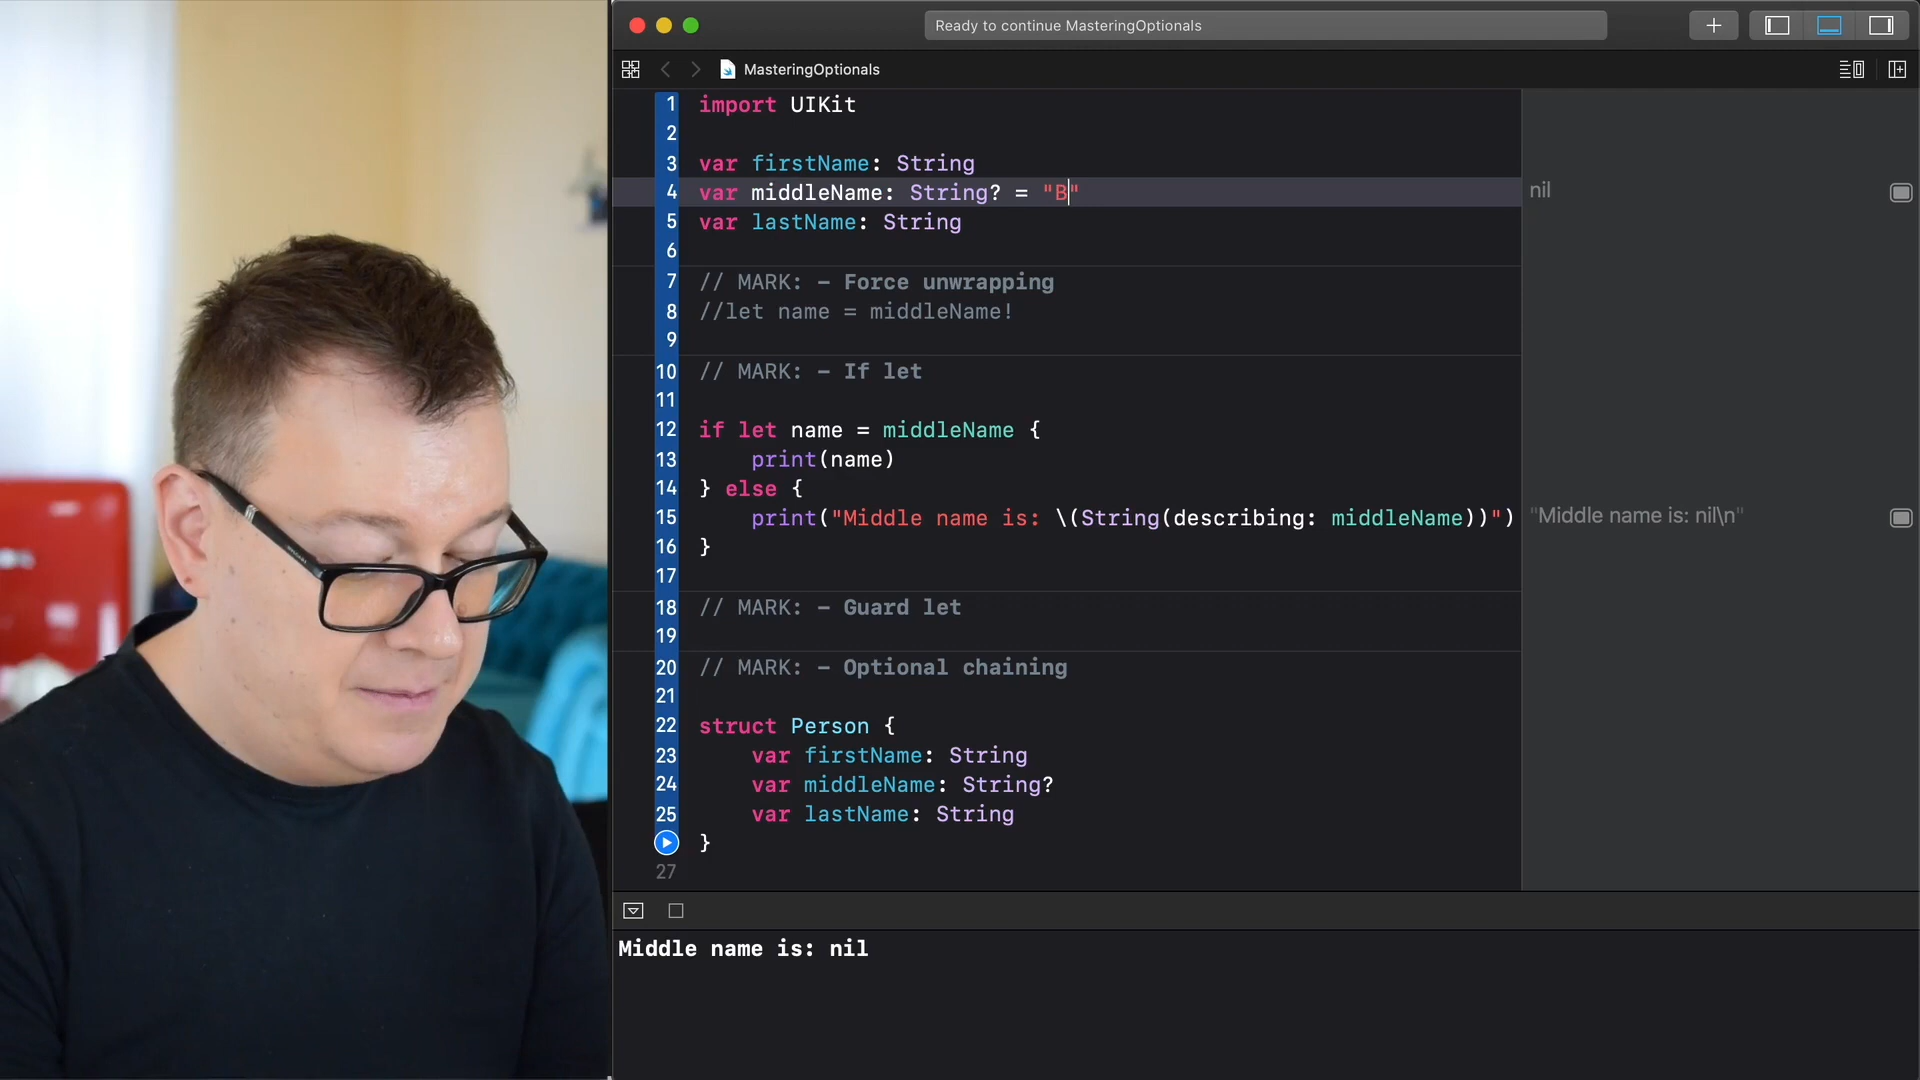 Ready to continue MasteringOptionals
MasteringOptionals
1 import UIKit
2
3 var firstName: String
4 var middleName: String? = "B" nil
5 var lastName: String
6
7 // MARK: - Force unwrapping
8 //let name = middleName!
9
10 // MARK: - If let
11
12 if let name = middleName {
13 print(name)
14 } else {
15 print("Middle name is: \(String(describing: middleName))") "Middle name is: nil\n"
16 }
17
18 // MARK: - Guard let
19
20 // MARK: - Optional chaining
21
22 struct Person {
23 var firstName: String
24 var middleName: String?
25 var lastName: String
}
27
Middle name is: nil